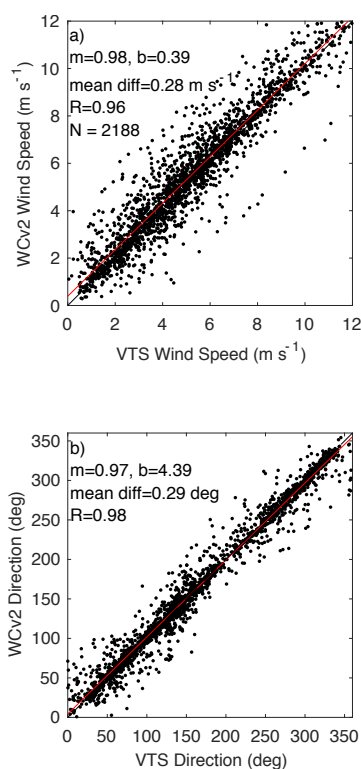 a)
m=0.98, b=0.39
mean diff=0.28 m s⁻¹
R=0.96
N = 2188
WCv2 Wind Speed (m s⁻¹)
12
10
8
6
4
2
0
0 2 4 6 8 10 12
VTS Wind Speed (m s⁻¹)
b)
m=0.97, b=4.39
mean diff=0.29 deg
R=0.98
WCv2 Direction (deg)
350
300
250
200
150
100
50
0
0 50 100 150 200 250 300 350
VTS Direction (deg)